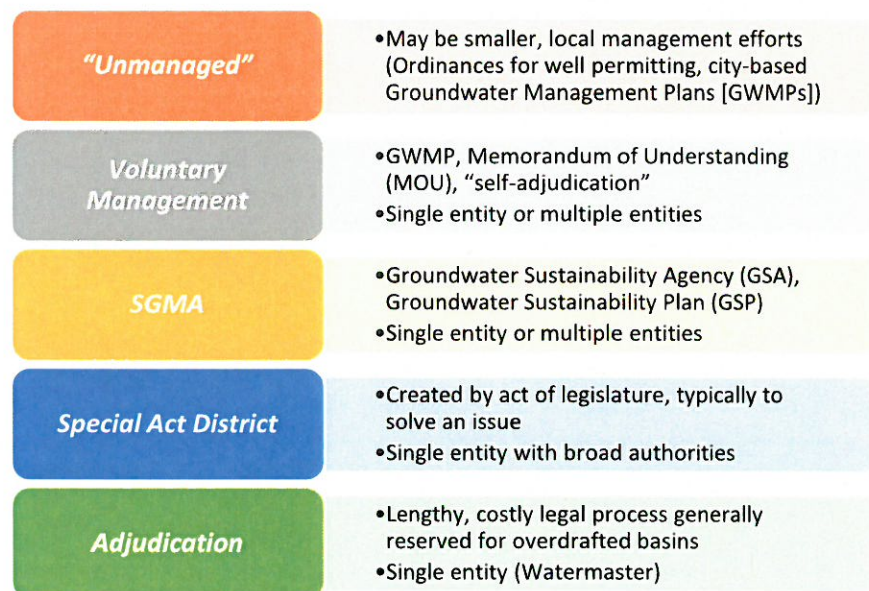 “Unmanaged”
•May be smaller, local management efforts
(Ordinances for well permitting, city-based
Groundwater Management Plans [GWMPs])
Voluntary
Management
•GWMP, Memorandum of Understanding
(MOU), “self-adjudication”
•Single entity or multiple entities
SGMA
•Groundwater Sustainability Agency (GSA),
Groundwater Sustainability Plan (GSP)
•Single entity or multiple entities
Special Act District
•Created by act of legislature, typically to
solve an issue
•Single entity with broad authorities
Adjudication
•Lengthy, costly legal process generally
reserved for overdrafted basins
•Single entity (Watermaster)